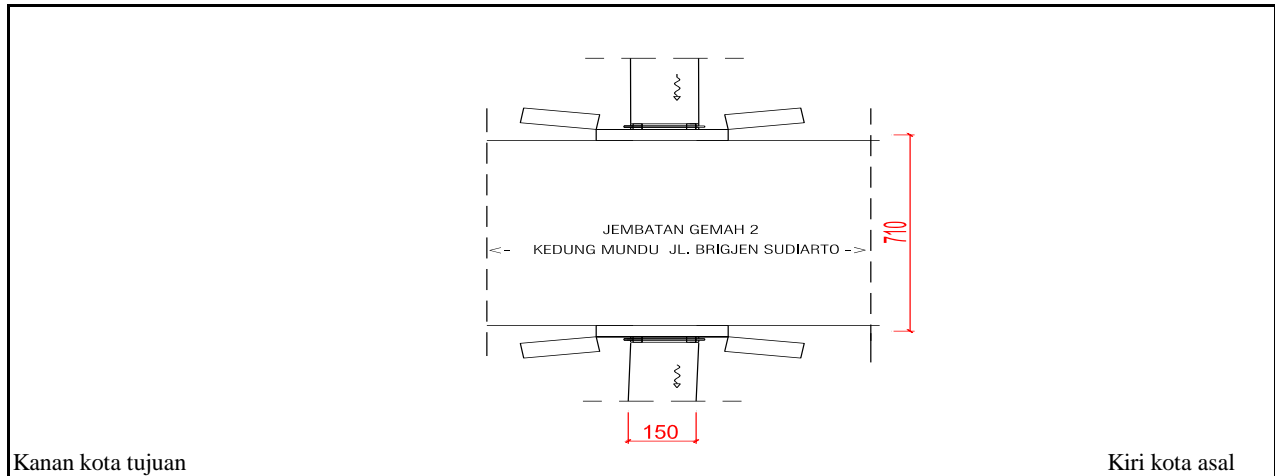 JEMBATAN GEMAH 2
<- KEDUNG MUNDU JL. BRIGJEN SUDIARTO ->
710
150
Kanan kota tujuan
Kiri kota asal